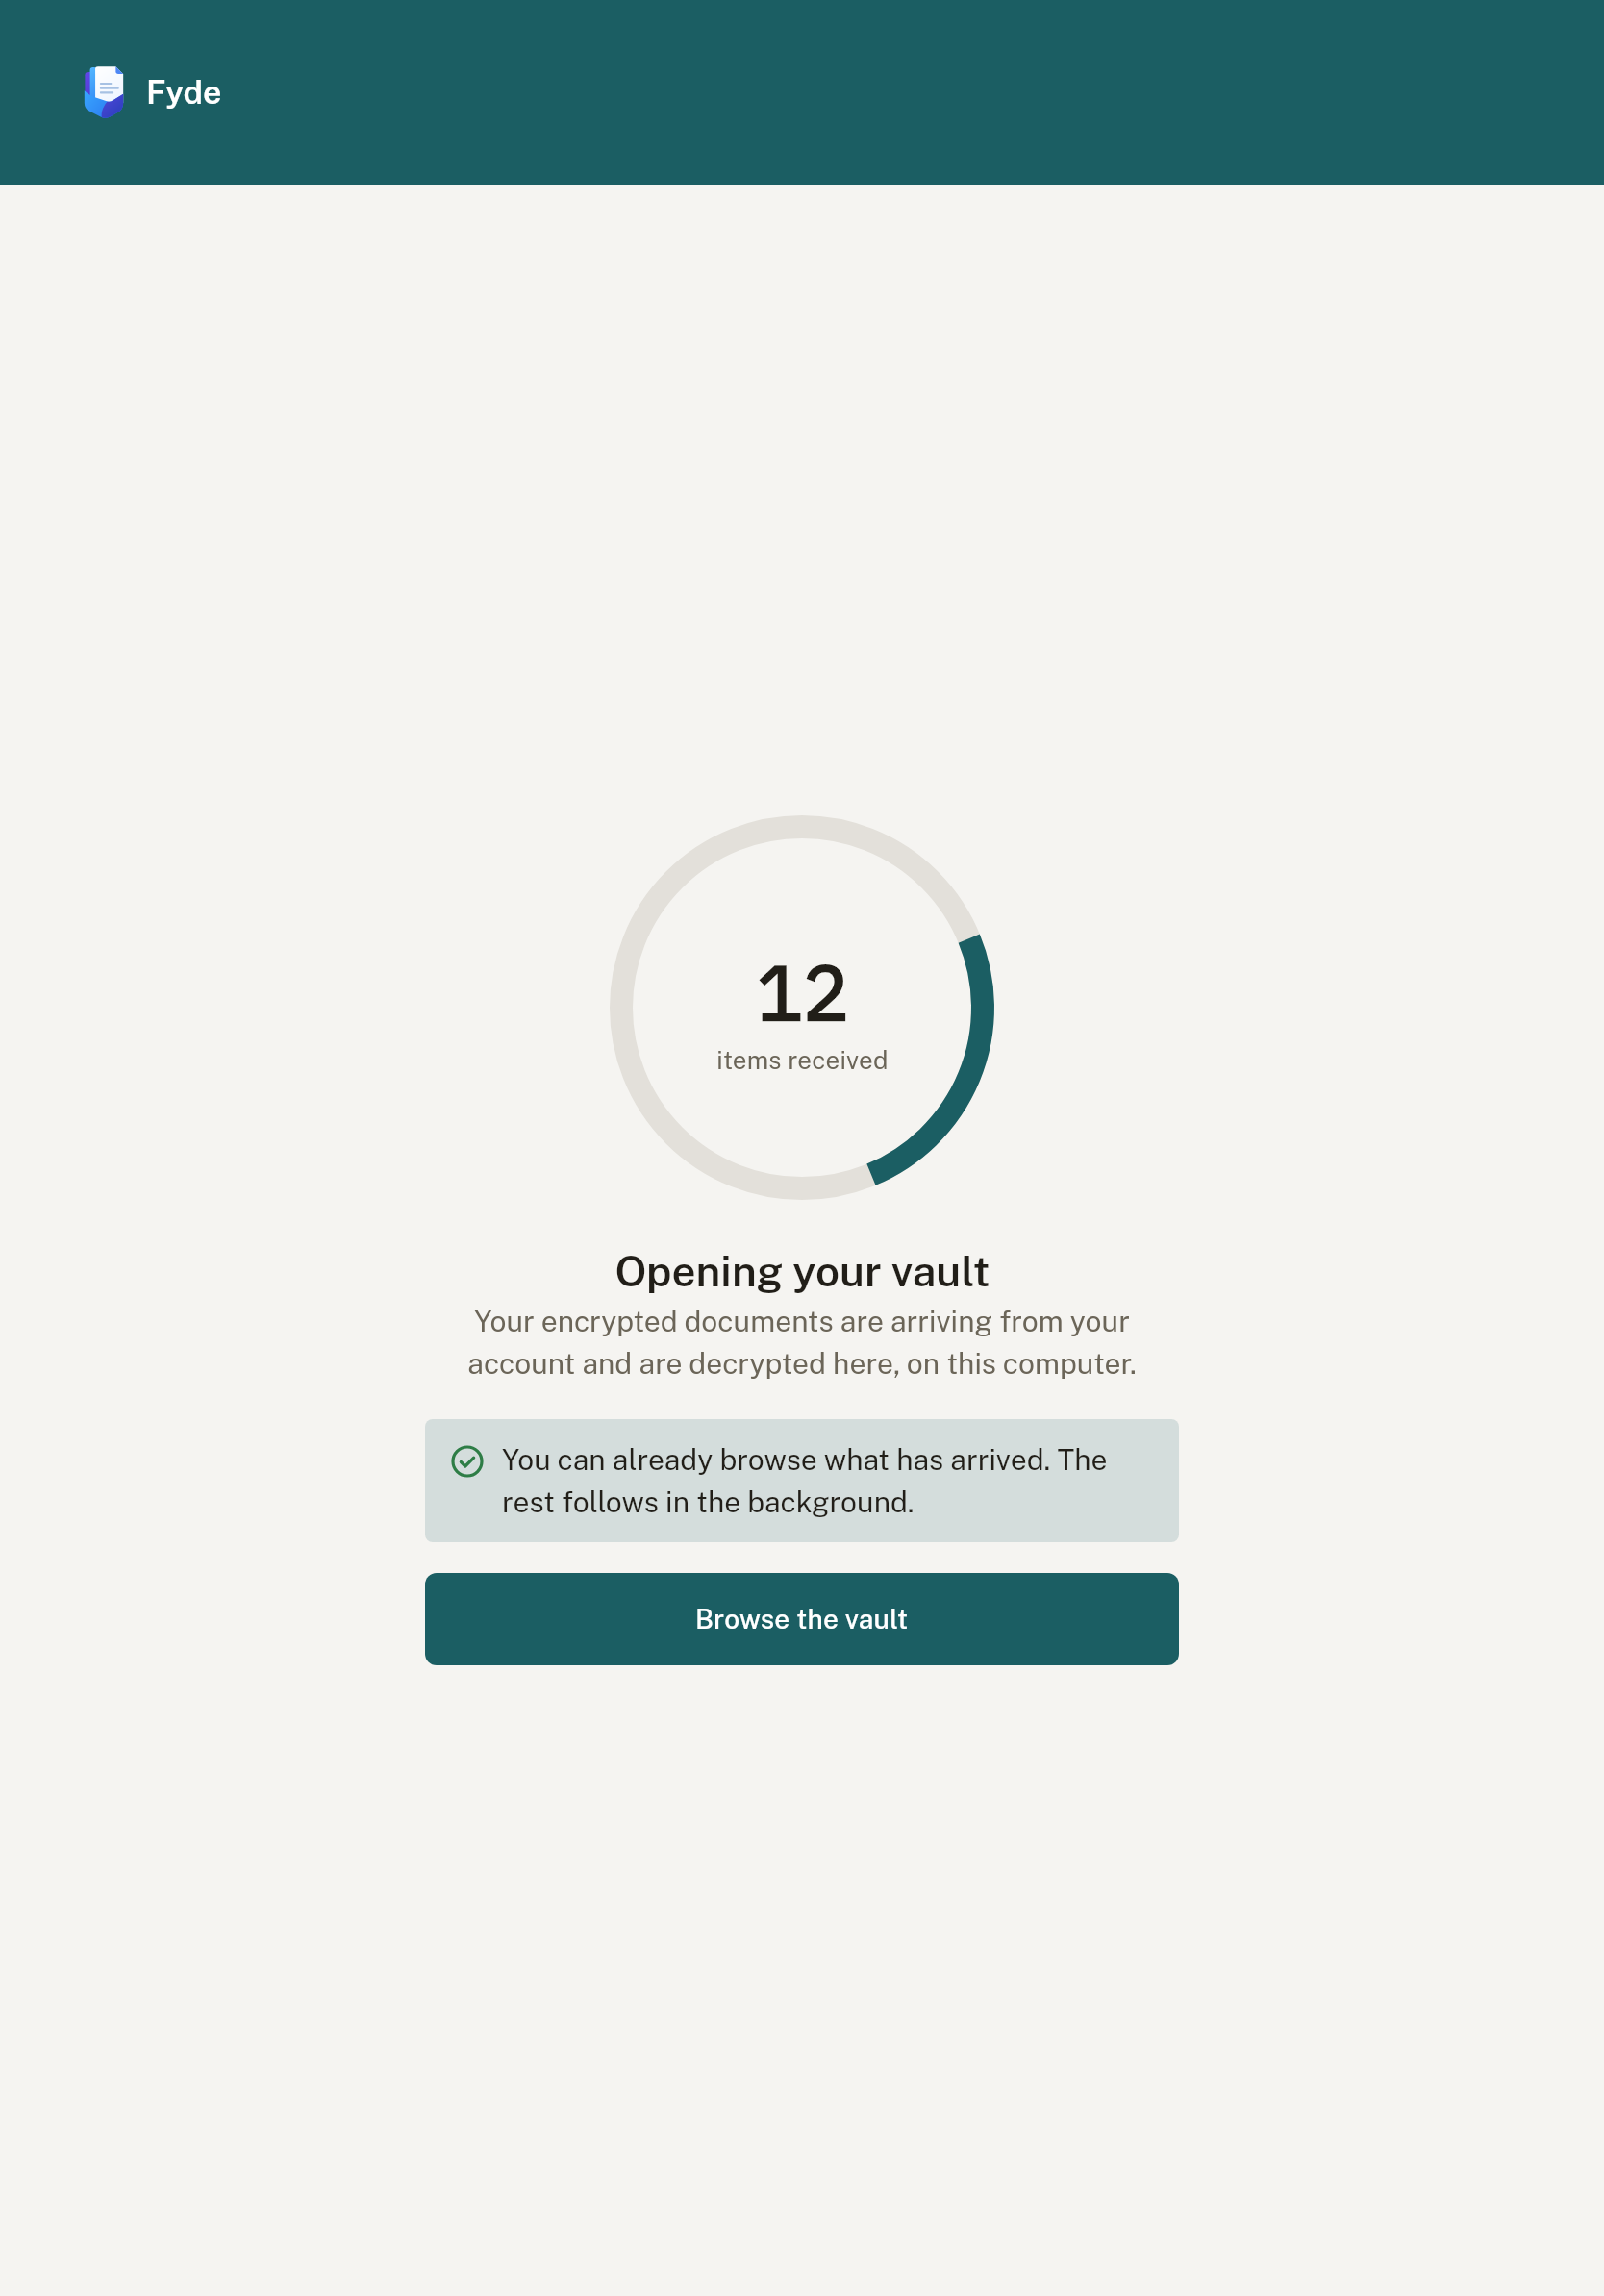 Fyde
12
items received
Opening your vault
Your encrypted documents are arriving from your
account and are decrypted here, on this computer.
You can already browse what has arrived. The
rest follows in the background.
Browse the vault